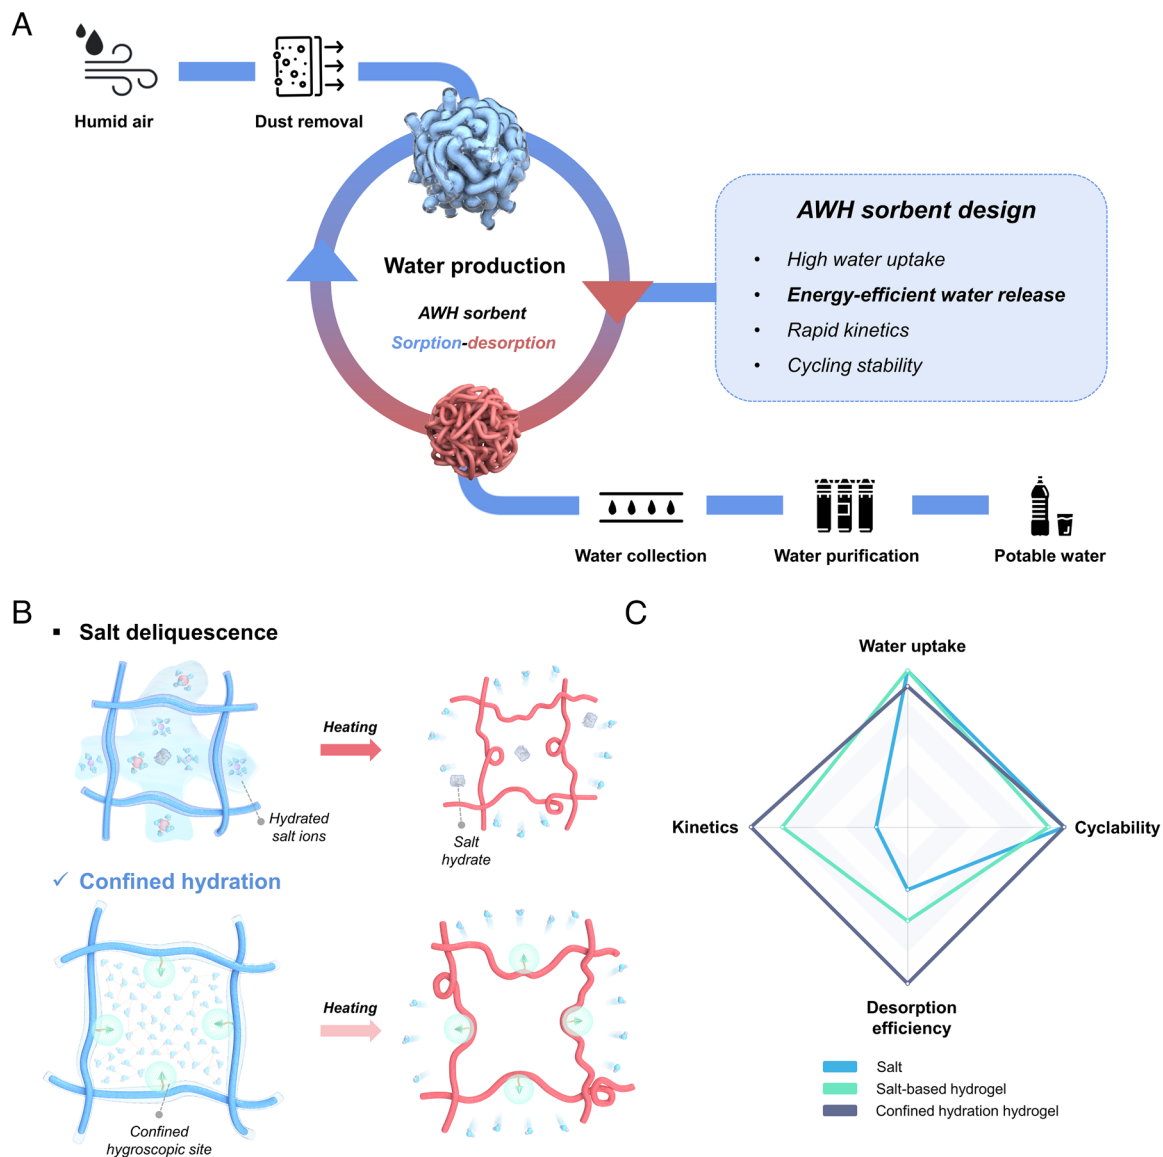 A
Humid air
Dust removal
Water production
AWH sorbent
Sorption-desorption
AWH sorbent design
• High water uptake
• Energy-efficient water release
• Rapid kinetics
• Cycling stability
Water collection
Water purification
Potable water
B
▪ Salt deliquescence
Heating
Hydrated
salt ions
Salt
hydrate
✓ Confined hydration
Heating
Confined
hygroscopic site
C
Water uptake
Kinetics
Cyclability
Desorption
efficiency
Salt
Salt-based hydrogel
Confined hydration hydrogel